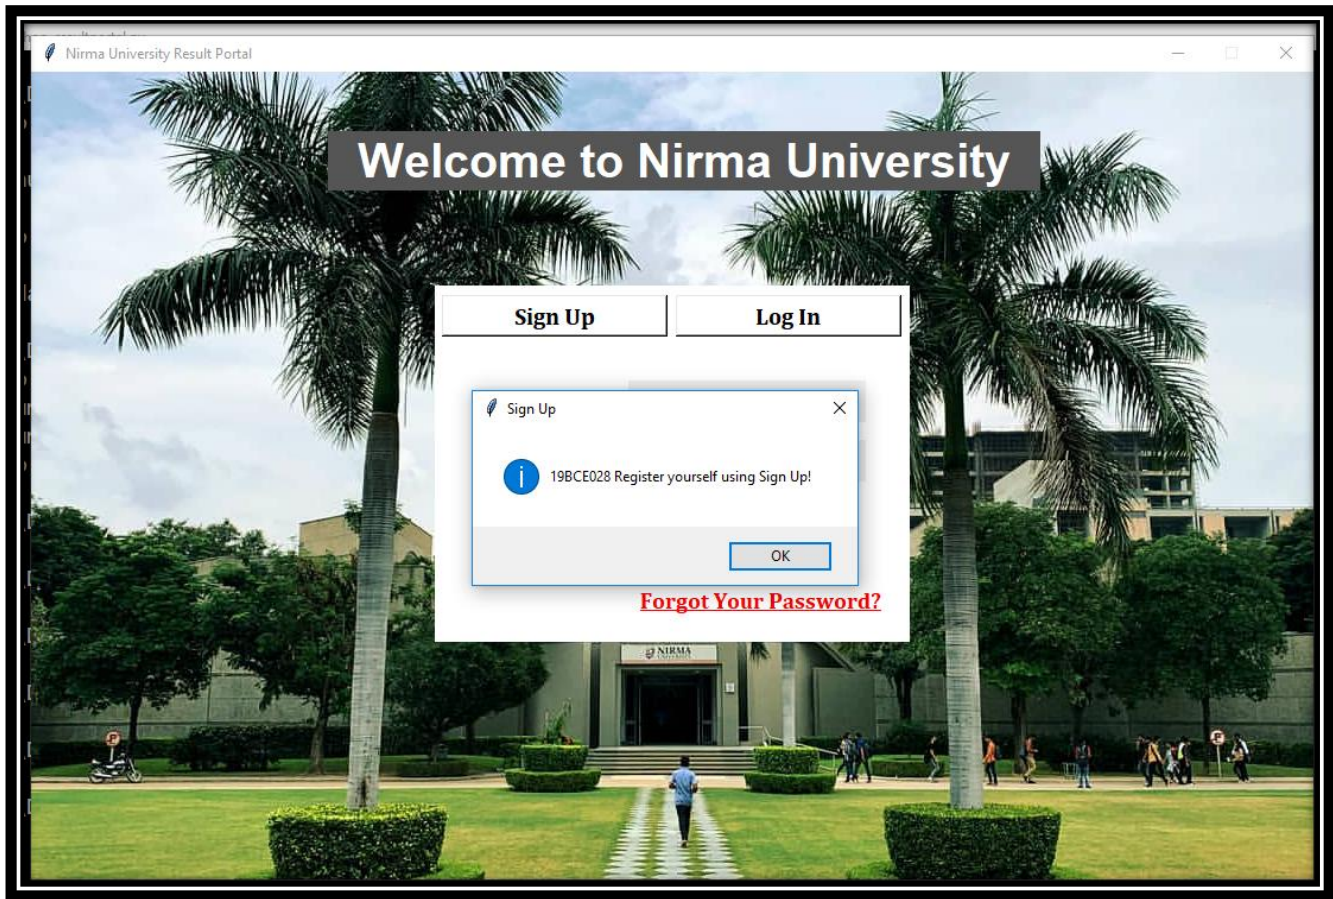 Nirma University Result Portal
Welcome to Nirma University
Sign Up
Log In
Sign Up
19BCE028 Register yourself using Sign Up!
OK
Forgot Your Password?
NIRMA
UNIVERSITY